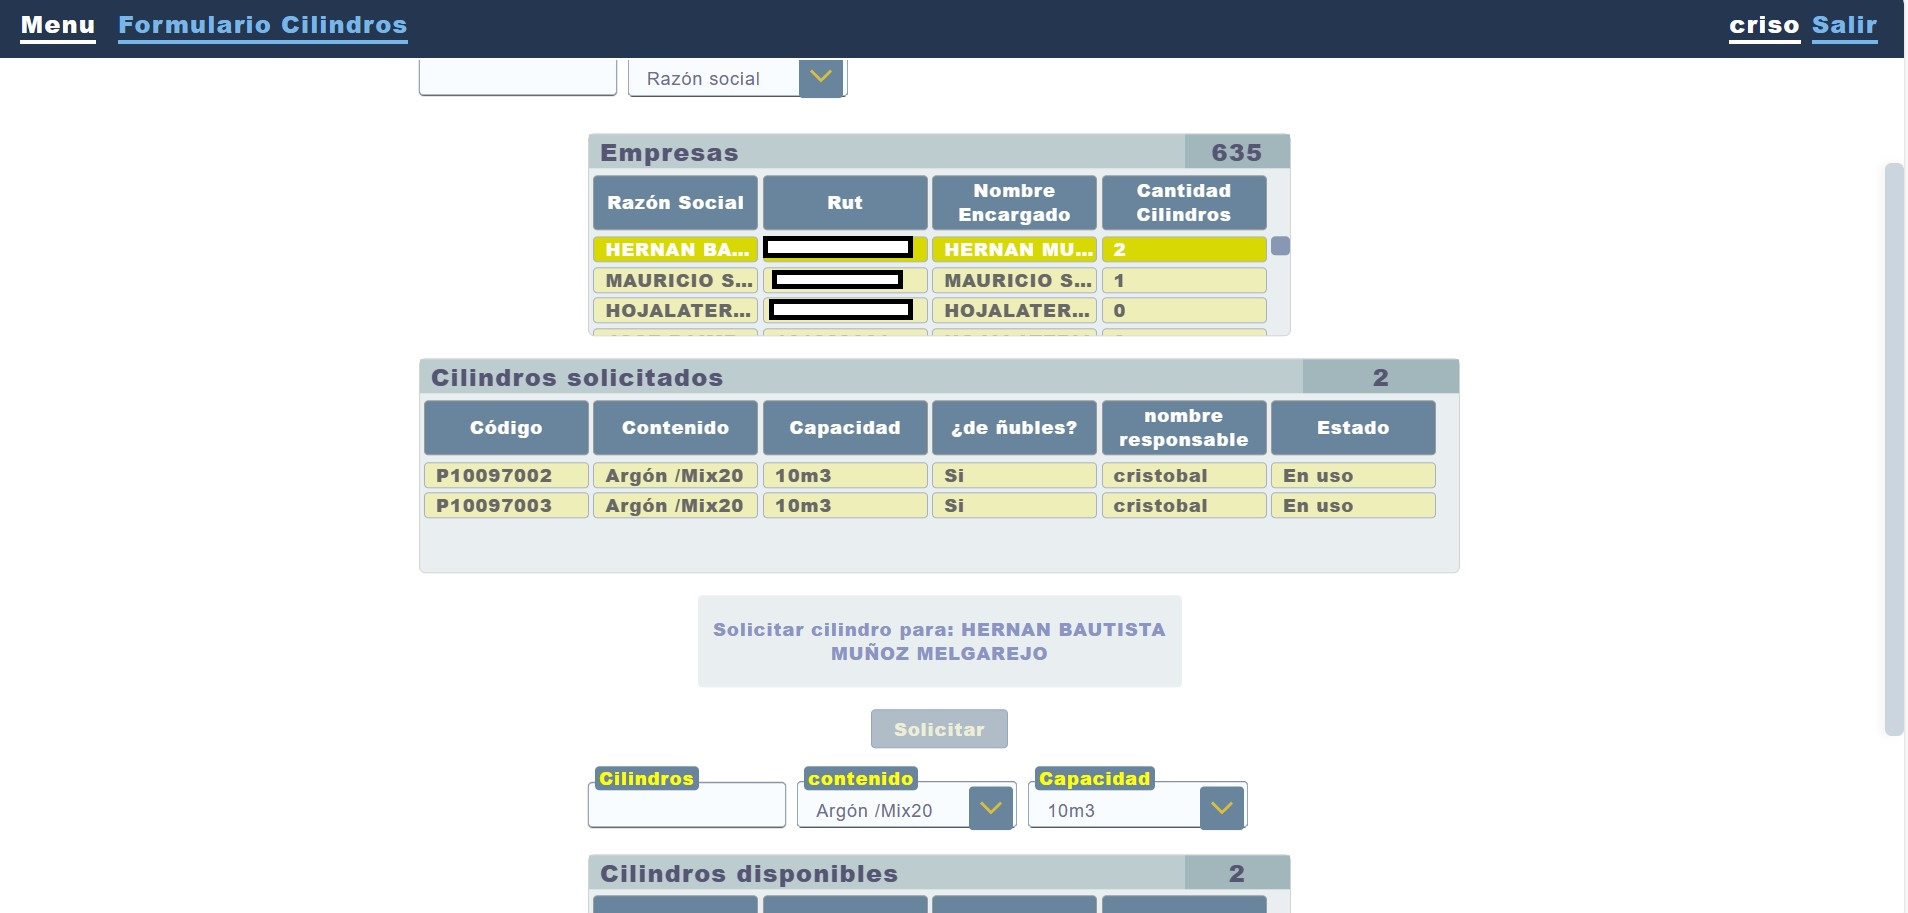 Menu Formulario Cilindros criso Salir
Razón social
Empresas 635
Razón Social Rut Nombre Encargado Cantidad Cilindros
HERNAN BA... HERNAN MU... 2
MAURICIO S... MAURICIO S... 1
HOJALATER... HOJALATER... 0
Cilindros solicitados 2
Código Contenido Capacidad ¿de ñubles? nombre responsable Estado
P10097002 Argón /Mix20 10m3 Si cristobal En uso
P10097003 Argón /Mix20 10m3 Si cristobal En uso
Solicitar cilindro para: HERNAN BAUTISTA
MUÑOZ MELGAREJO
Solicitar
Cilindros contenido Capacidad
Argón /Mix20 10m3
Cilindros disponibles 2